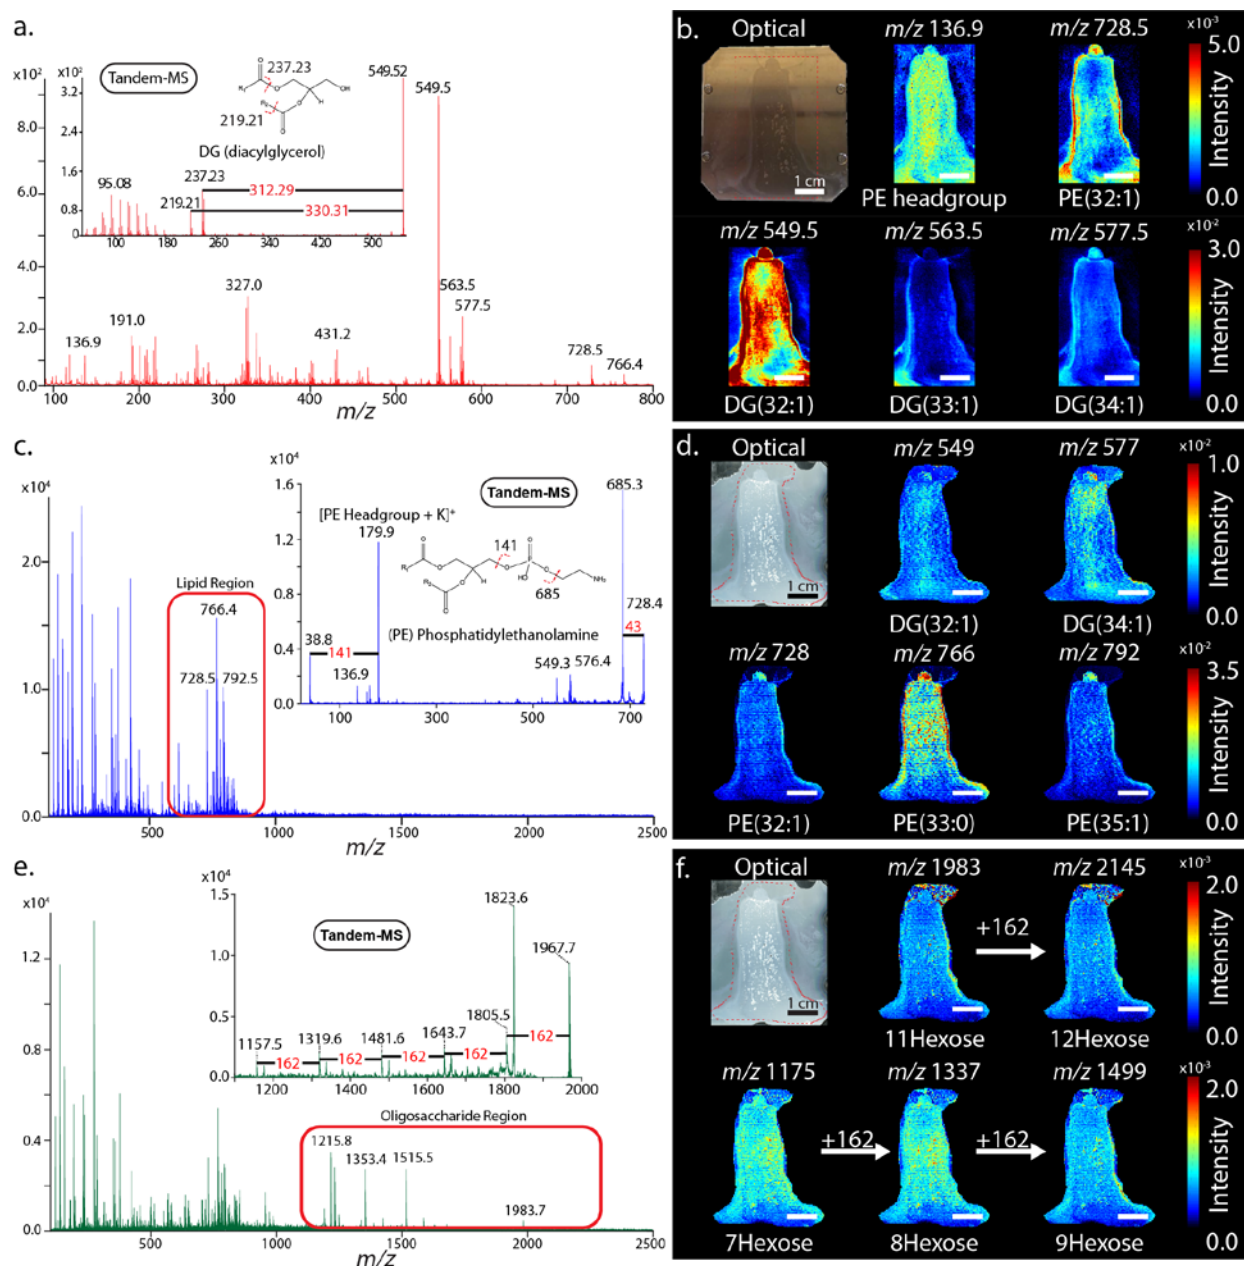 a.
x10²
8.0
6.0
4.0
2.0
0.0
100
200
300
400
500
600
700
800
m/z
136.9
191.0
327.0
431.2
549.5
563.5
577.5
728.5
766.4
Tandem-MS
x10²
3.2
2.4
1.6
0.8
0.0
100
180
260
340
420
500
95.08
219.21
237.23
312.29
330.31
549.52
237.23
219.21
R₁
R₂
O
O
O
O
H
OH
DG (diacylglycerol)
b.
Optical
m/z 136.9
m/z 728.5
1 cm
PE headgroup
PE(32:1)
m/z 549.5
m/z 563.5
m/z 577.5
DG(32:1)
DG(33:1)
DG(34:1)
x10⁻³
5.0
Intensity
0.0
x10⁻²
3.0
Intensity
0.0
c.
x10⁴
2.0
1.0
0.0
500
1000
1500
2000
2500
m/z
Lipid Region
766.4
728.5
792.5
x10⁴
1.6
1.2
0.8
0.4
0.0
100
300
500
700
Tandem-MS
[PE Headgroup + K]⁺
179.9
38.8
141
136.9
549.3
576.4
685.3
728.4
43
141
685
R₁
R₂
O
O
O
O
H
O
O
P
HO
O
NH₂
(PE) Phosphatidylethanolamine
d.
Optical
m/z 549
m/z 577
1 cm
DG(32:1)
DG(34:1)
m/z 728
m/z 766
m/z 792
PE(32:1)
PE(33:0)
PE(35:1)
x10⁻²
1.0
Intensity
0.0
x10⁻²
3.5
Intensity
0.0
e.
x10⁴
1.2
0.8
0.4
0.0
500
1000
1500
2000
2500
m/z
Oligosaccharide Region
1215.8
1353.4
1515.5
1983.7
x10⁴
1.5
1.2
0.9
0.6
0.4
0.0
1200
1400
1600
1800
2000
Tandem-MS
1157.5
1319.6
1481.6
1643.7
1805.5
1823.6
1967.7
162
162
162
162
162
f.
Optical
m/z 1983
m/z 2145
1 cm
+162
11Hexose
12Hexose
m/z 1175
m/z 1337
m/z 1499
+162
+162
7Hexose
8Hexose
9Hexose
x10⁻³
2.0
Intensity
0.0
x10⁻³
2.0
Intensity
0.0